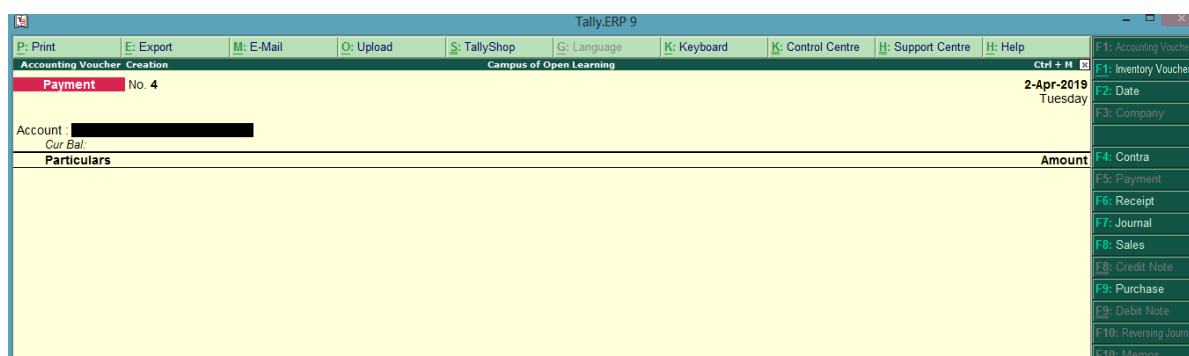 Tally.ERP 9
P: Print E: Export M: E-Mail O: Upload S: TallyShop G: Language K: Keyboard K: Control Centre H: Support Centre H: Help
Accounting Voucher Creation Campus of Open Learning Ctrl + M
Payment No. 4 2-Apr-2019
Tuesday
Account :
Cur Bal:
Particulars Amount
F1: Accounting Vouche
F1: Inventory Voucher
F2: Date
F3: Company
F4: Contra
F5: Payment
F6: Receipt
F7: Journal
F8: Sales
F8: Credit Note
F9: Purchase
F9: Debit Note
F10: Reversing Journ
F10: Memos